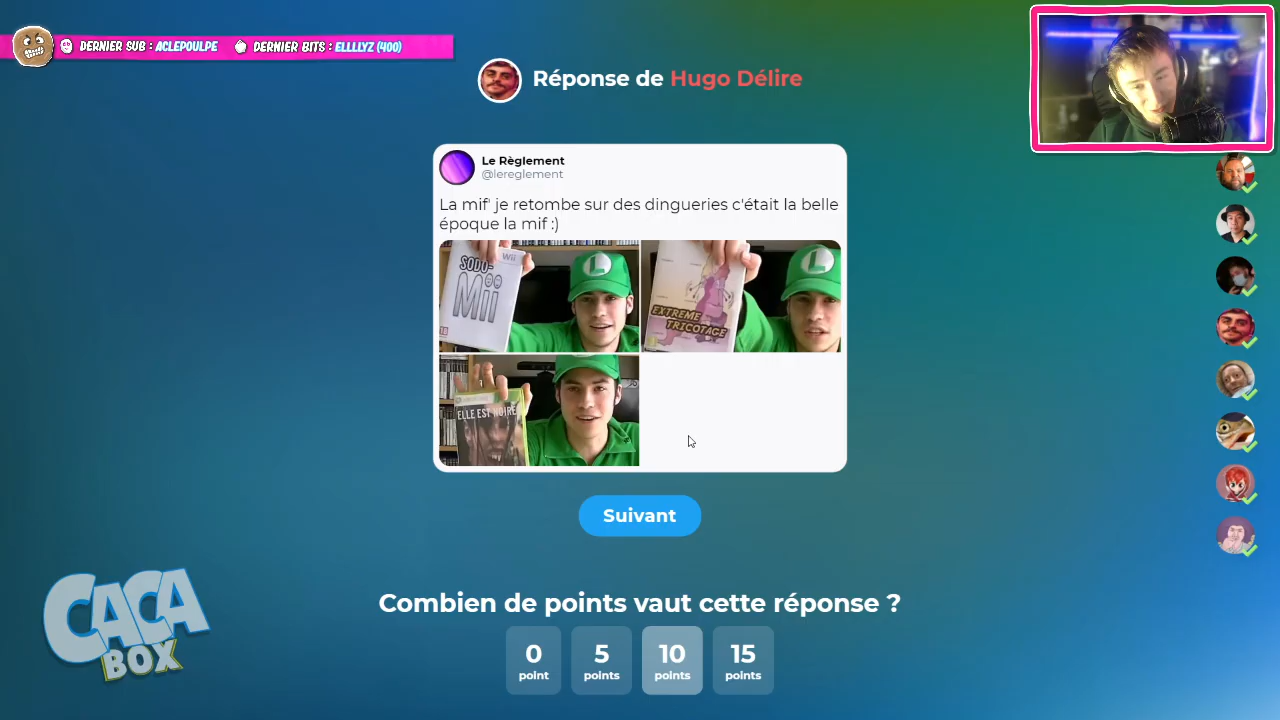 DERNIER SUB : ACLEPOULPE DERNIER BITS : ELLLLYZ (400)
Réponse de Hugo Délire
Le Règlement
@lereglement
La mif' je retombe sur des dingueries c'était la belle
époque la mif :)
Wii
SODO-
Mii
18
EXTREME
TRICOTAGE
ELLE EST NOIRE
L
L
Suivant
CACA
BOX
Combien de points vaut cette réponse ?
0 5 10 15
point points points points